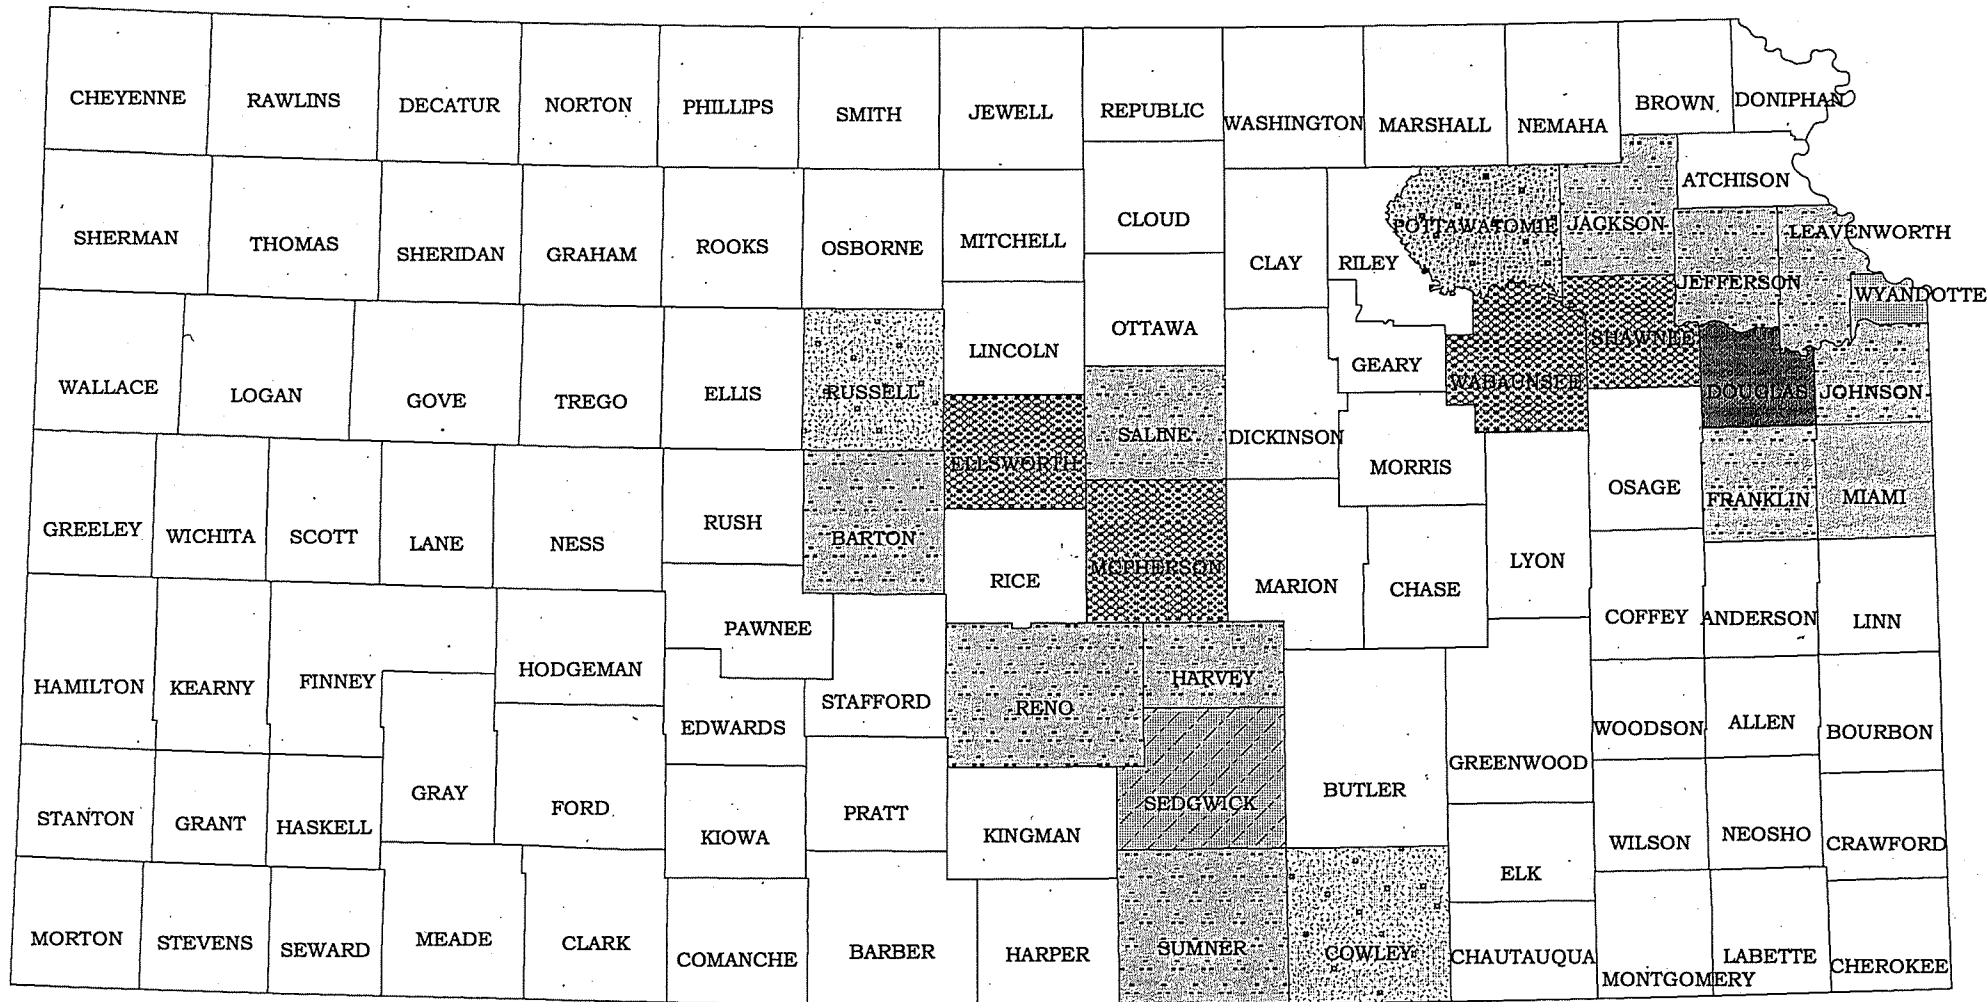 CHEYENNE
RAWLINS
DECATUR
NORTON
PHILLIPS
SMITH
JEWELL
REPUBLIC
WASHINGTON
MARSHALL
NEMAHA
BROWN
DONIPHAN
SHERMAN
THOMAS
SHERIDAN
GRAHAM
ROOKS
OSBORNE
MITCHELL
CLOUD
CLAY
RILEY
POTTAWATOMIE
JACKSON
ATCHISON
LEAVENWORTH
JEFFERSON
WYANDOTTE
WALLACE
LOGAN
GOVE
TREGO
ELLIS
RUSSELL
LINCOLN
OTTAWA
GEARY
WABAUNSEE
SHAWNEE
DOUGLAS
JOHNSON
GREELEY
WICHITA
SCOTT
LANE
NESS
RUSH
BARTON
ELLSWORTH
SALINE
DICKINSON
MORRIS
OSAGE
FRANKLIN
MIAMI
RICE
MCPHERSON
MARION
CHASE
LYON
COFFEY
ANDERSON
LINN
HAMILTON
KEARNY
FINNEY
HODGEMAN
PAWNEE
STAFFORD
RENO
HARVEY
EDWARDS
GREENWOOD
WOODSON
ALLEN
BOURBON
STANTON
GRANT
HASKELL
GRAY
FORD
KIOWA
PRATT
KINGMAN
SEDGWICK
BUTLER
ELK
WILSON
NEOSHO
CRAWFORD
MORTON
STEVENS
SEWARD
MEADE
CLARK
COMANCHE
BARBER
HARPER
SUMNER
COWLEY
CHAUTAUQUA
MONTGOMERY
LABETTE
CHEROKEE